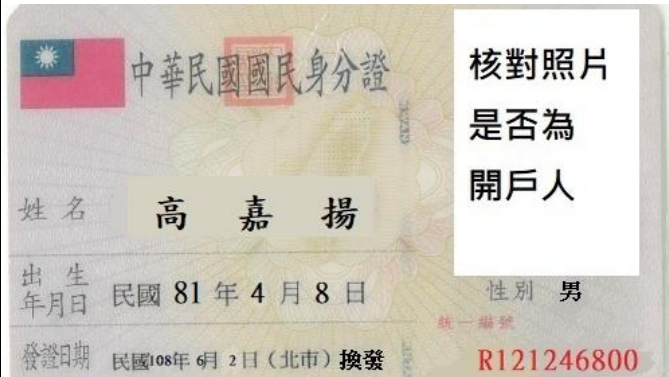 中華民國國民身分證
核對照片
是否為
開戶人
姓名 高嘉揚
出生年月日 民國 81 年 4 月 8 日
性別 男
統一編號
發證日期 民國108年 6月 2日(北市)換發
R121246800